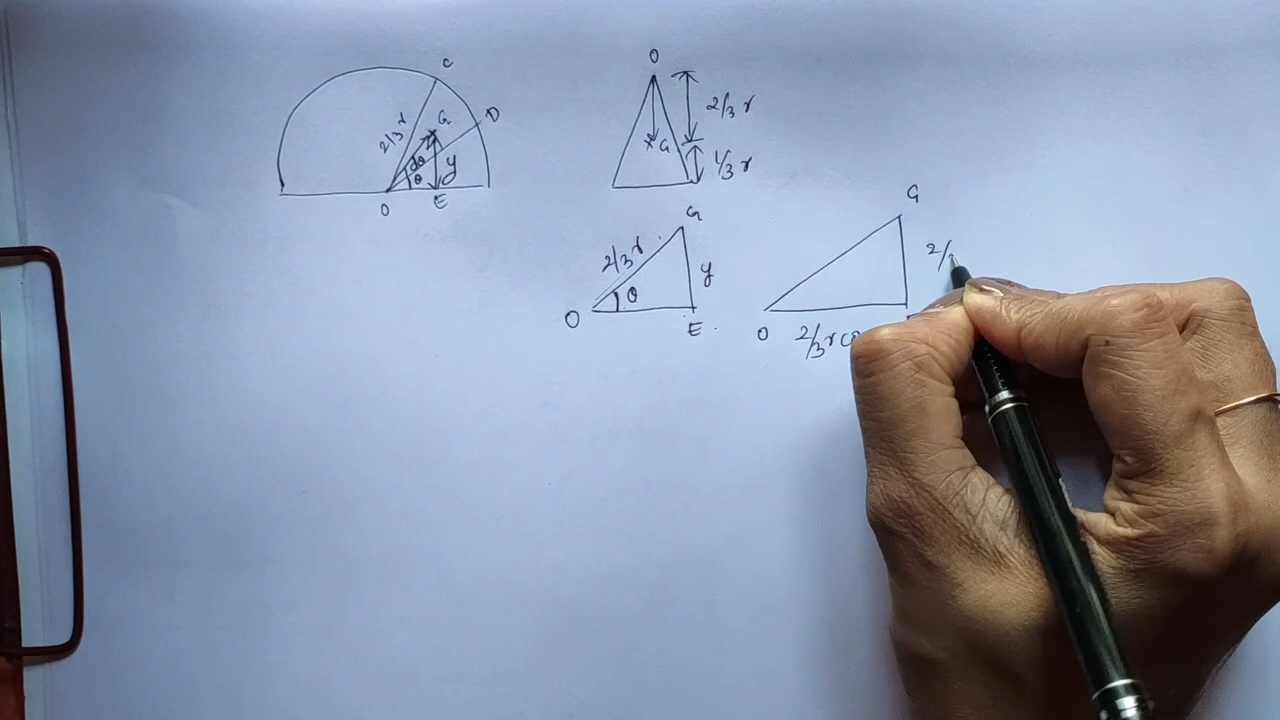 C
2/3 r
G
D
dθ
θ
y
O
E
O
2/3 r
G
1/3 r
G
2/3 r
θ
y
O
E.
G
2/
O
2/3 r